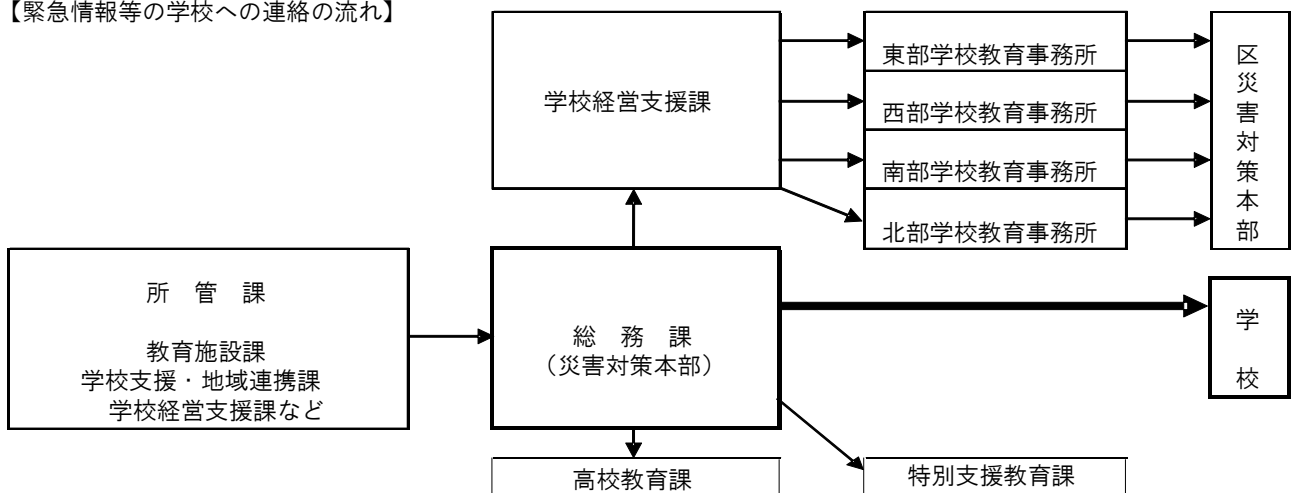 【緊急情報等の学校への連絡の流れ】
学校経営支援課
東部学校教育事務所
西部学校教育事務所
南部学校教育事務所
北部学校教育事務所
区災害対策本部
所　管　課
教育施設課
学校支援・地域連携課
学校経営支援課など
総　務　課
（災害対策本部）
学校
高校教育課
特別支援教育課